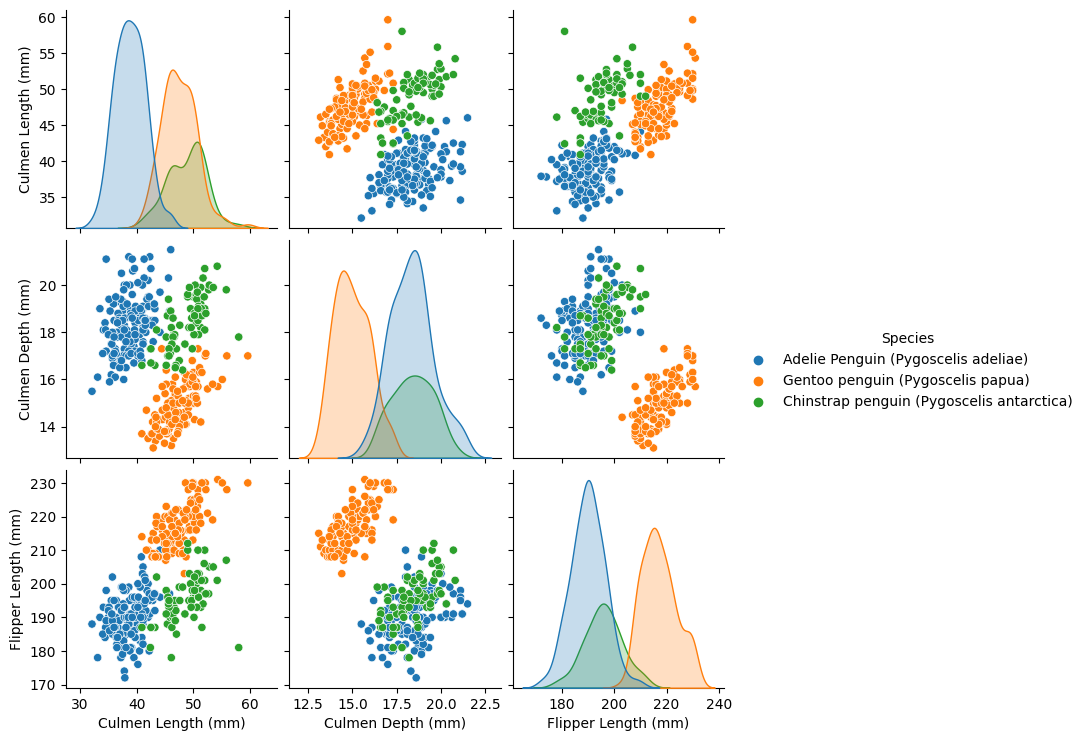 60
55
50
45
40
35
Culmen Length (mm)
20
18
16
14
Culmen Depth (mm)
Species
Adelie Penguin (Pygoscelis adeliae)
Gentoo penguin (Pygoscelis papua)
Chinstrap penguin (Pygoscelis antarctica)
230
220
210
200
190
180
170
Flipper Length (mm)
30 40 50 60
12.5 15.0 17.5 20.0 22.5
180 200 220 240
Culmen Length (mm)
Culmen Depth (mm)
Flipper Length (mm)